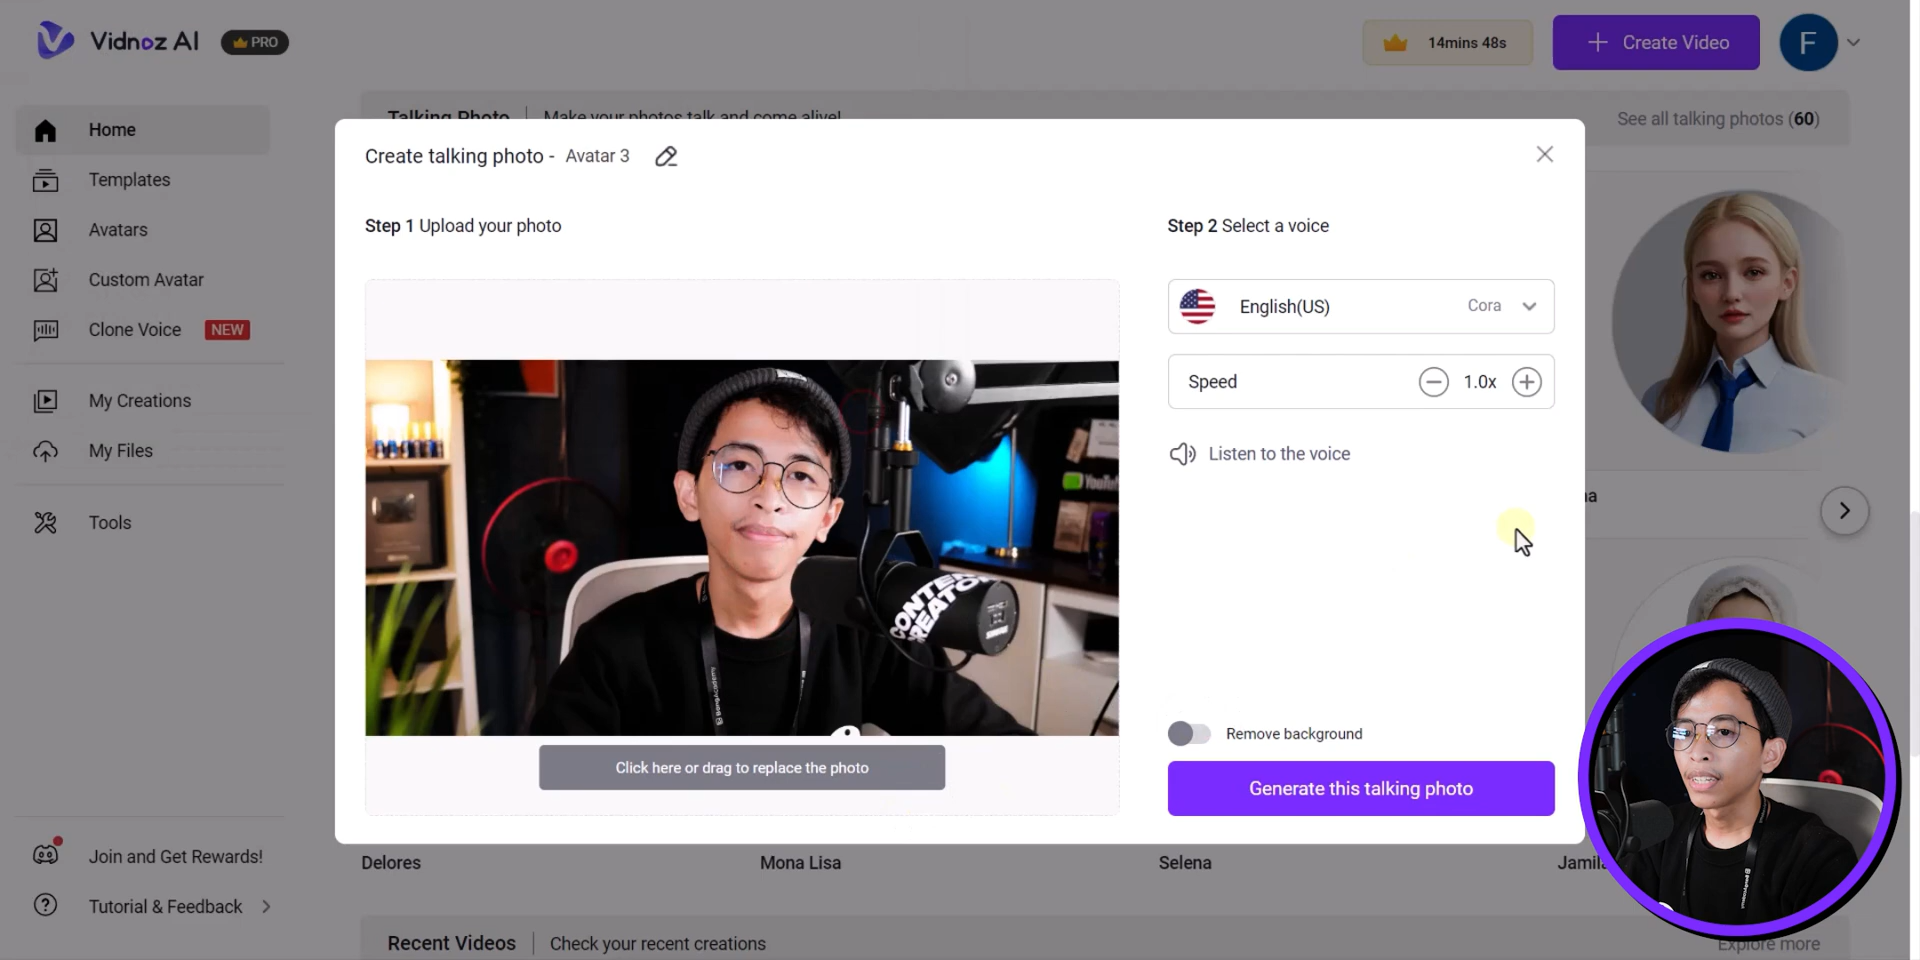 Vidnoz AI
PRO
14mins 48s
+ Create Video
F
Home
Templates
Avatars
Custom Avatar
Clone Voice NEW
My Creations
My Files
Tools
Join and Get Rewards!
Tutorial & Feedback
Talking Photo | Make your photos talk and come alive!
See all talking photos (60)
Create talking photo - Avatar 3
Step 1 Upload your photo
YouTube
CONTENT
CREATOR
SHURE
Click here or drag to replace the photo
Step 2 Select a voice
English(US) Cora
Speed 1.0x
Listen to the voice
Remove background
Generate this talking photo
Delores
Mona Lisa
Selena
Recent Videos | Check your recent creations
Explore more